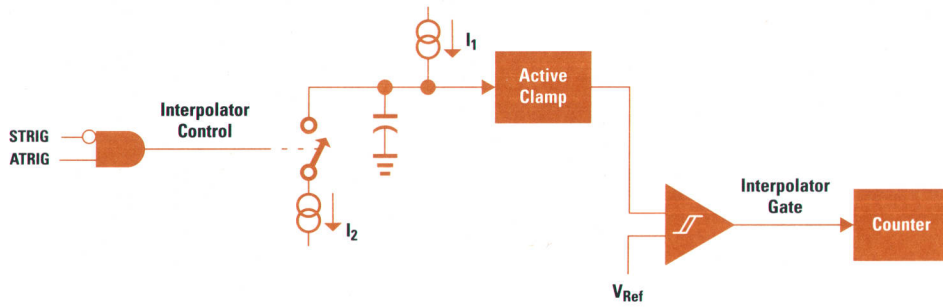 I1
Active
Clamp
Interpolator
Control
STRIG
ATRIG
I2
Interpolator
Gate
Counter
VRef